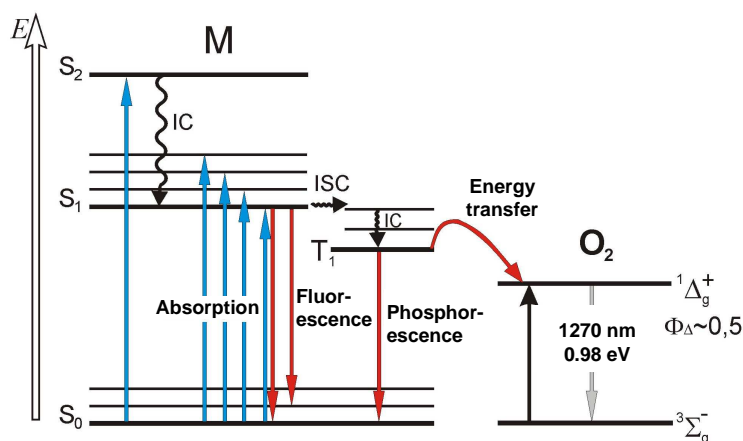 E
M
S₂
IC
S₁
ISC
IC
T₁
Energy
transfer
O₂
¹Δg⁺
Absorption
Fluor-
escence
Phosphor-
escence
1270 nm
0.98 eV
ΦΔ~0,5
S₀
³Σg⁻